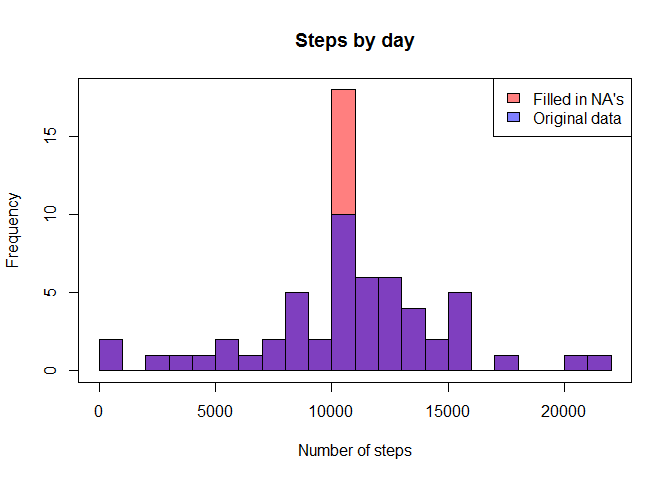 Steps by day
Filled in NA's
Original data
Frequency
15
10
5
0
0 5000 10000 15000 20000
Number of steps